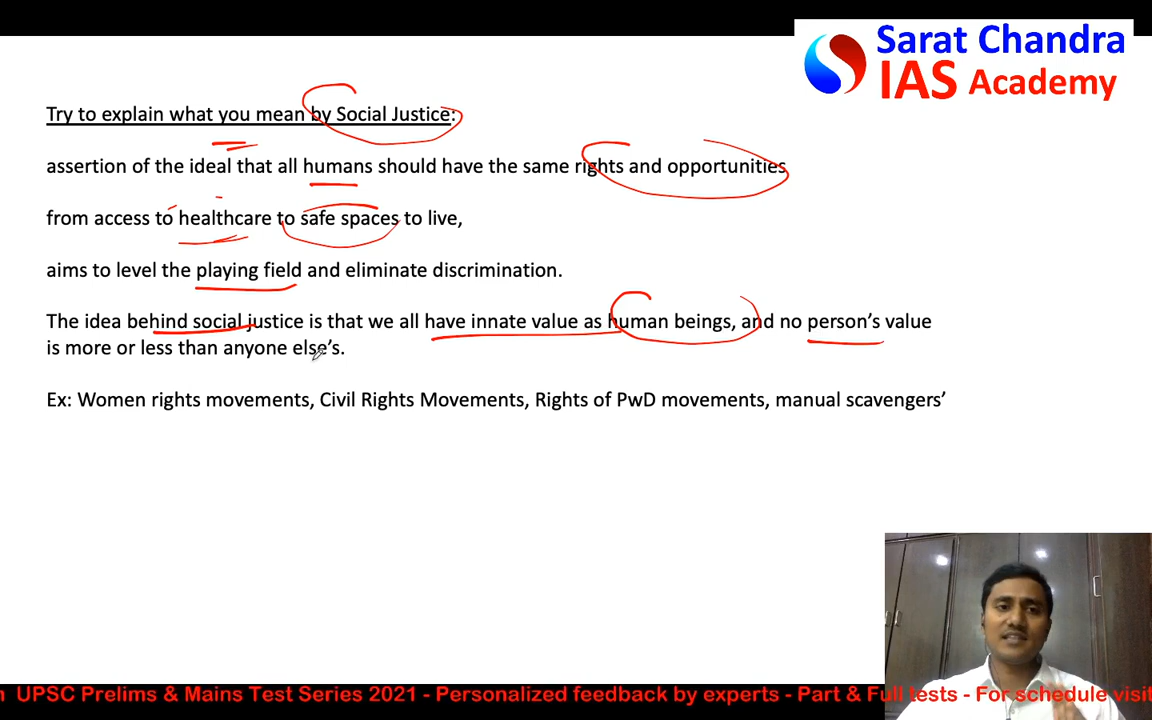 Sarat Chandra
IAS Academy
Try to explain what you mean by Social Justice:
assertion of the ideal that all humans should have the same rights and opportunities
from access to healthcare to safe spaces to live,
aims to level the playing field and eliminate discrimination.
The idea behind social justice is that we all have innate value as human beings, and no person’s value
is more or less than anyone else’s.
Ex: Women rights movements, Civil Rights Movements, Rights of PwD movements, manual scavengers’
UPSC Prelims & Mains Test Series 2021 - Personalized feedback by experts - Part & Full tests - For schedule visit